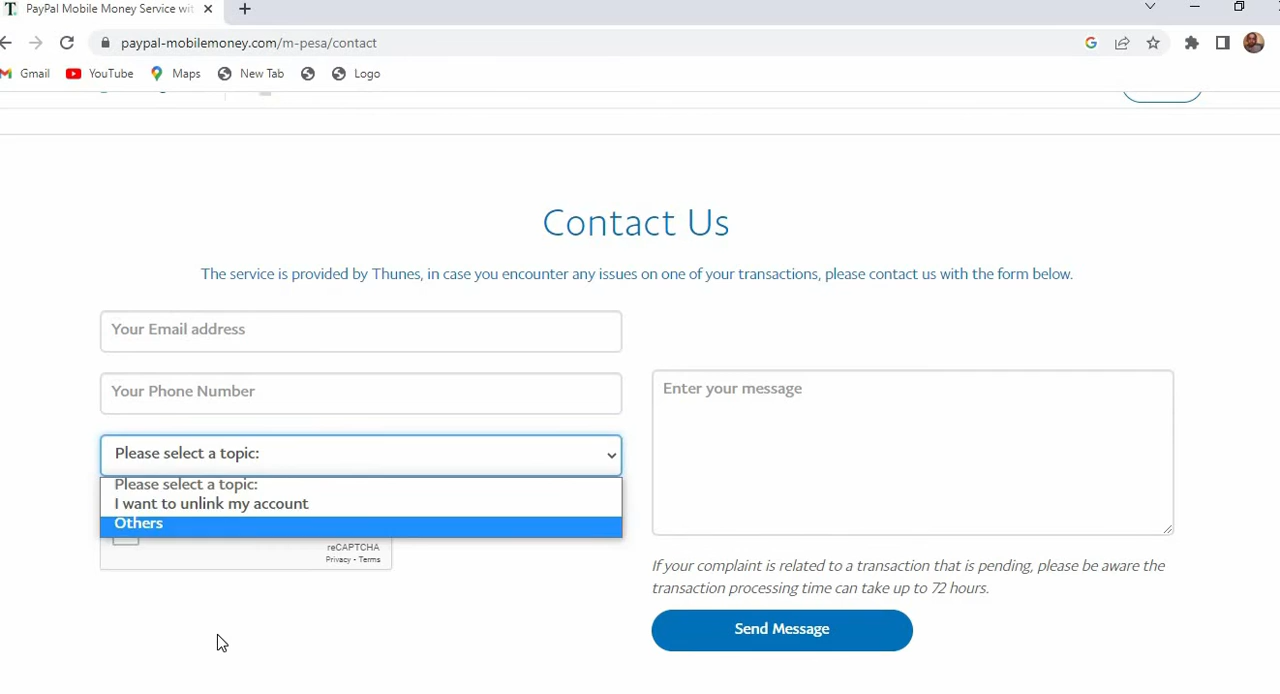 PayPal Mobile Money Service wit
paypal-mobilemoney.com/m-pesa/contact
Gmail YouTube Maps New Tab Logo
Contact Us
The service is provided by Thunes, in case you encounter any issues on one of your transactions, please contact us with the form below.
Your Email address
Your Phone Number
Please select a topic:
Please select a topic:
I want to unlink my account
Others
reCAPTCHA
Privacy - Terms
Enter your message
If your complaint is related to a transaction that is pending, please be aware the
transaction processing time can take up to 72 hours.
Send Message